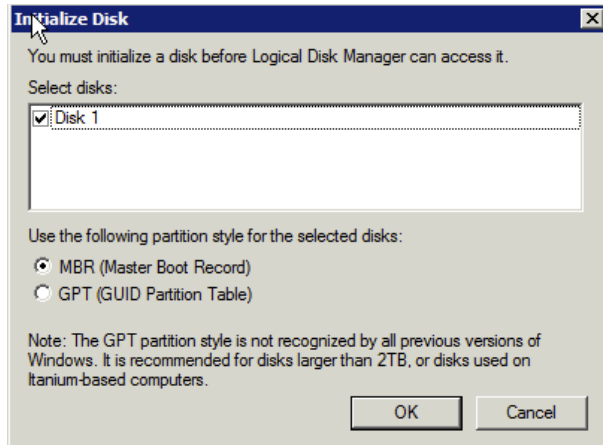 Initialize Disk
You must initialize a disk before Logical Disk Manager can access it.
Select disks:
Disk 1
Use the following partition style for the selected disks:
MBR (Master Boot Record)
GPT (GUID Partition Table)
Note: The GPT partition style is not recognized by all previous versions of
Windows. It is recommended for disks larger than 2TB, or disks used on
Itanium-based computers.
OK Cancel